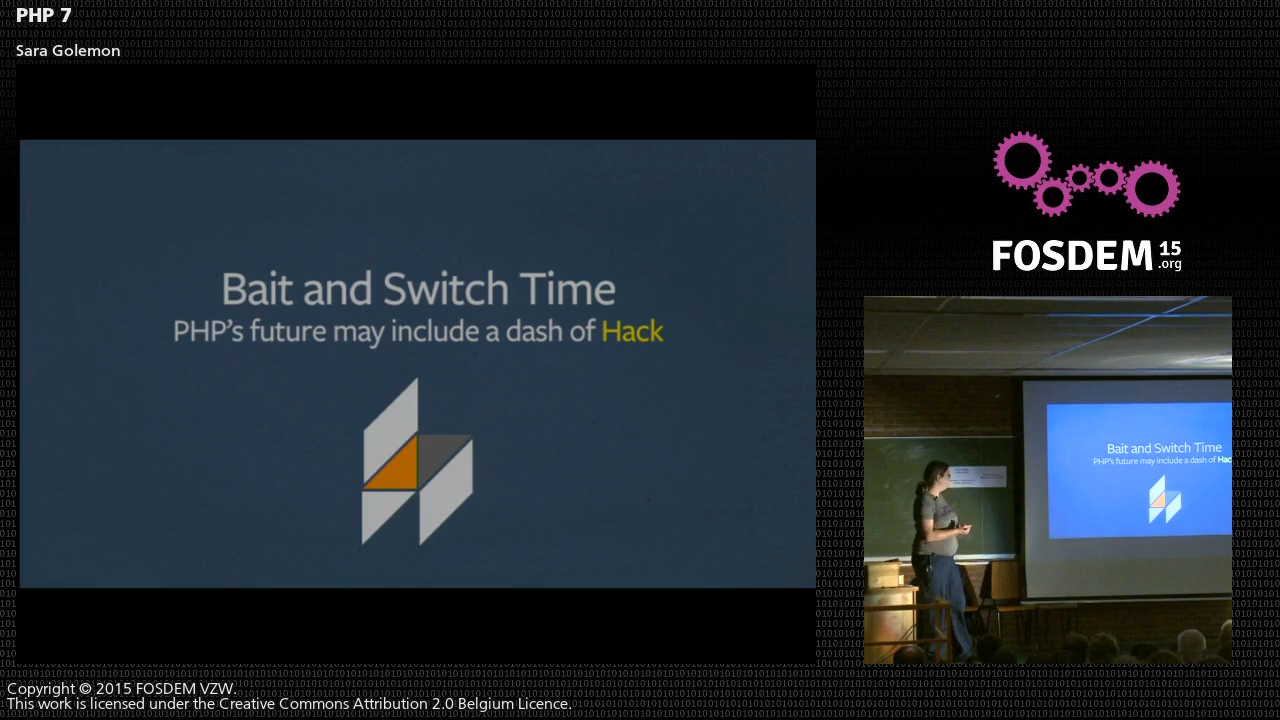 PHP 7
Sara Golemon
Bait and Switch Time
PHP's future may include a dash of Hack
FOSDEM 15
.org
Bait and Switch Time
PHP's future may include a dash of Hac
Copyright © 2015 FOSDEM VZW.
This work is licensed under the Creative Commons Attribution 2.0 Belgium Licence.